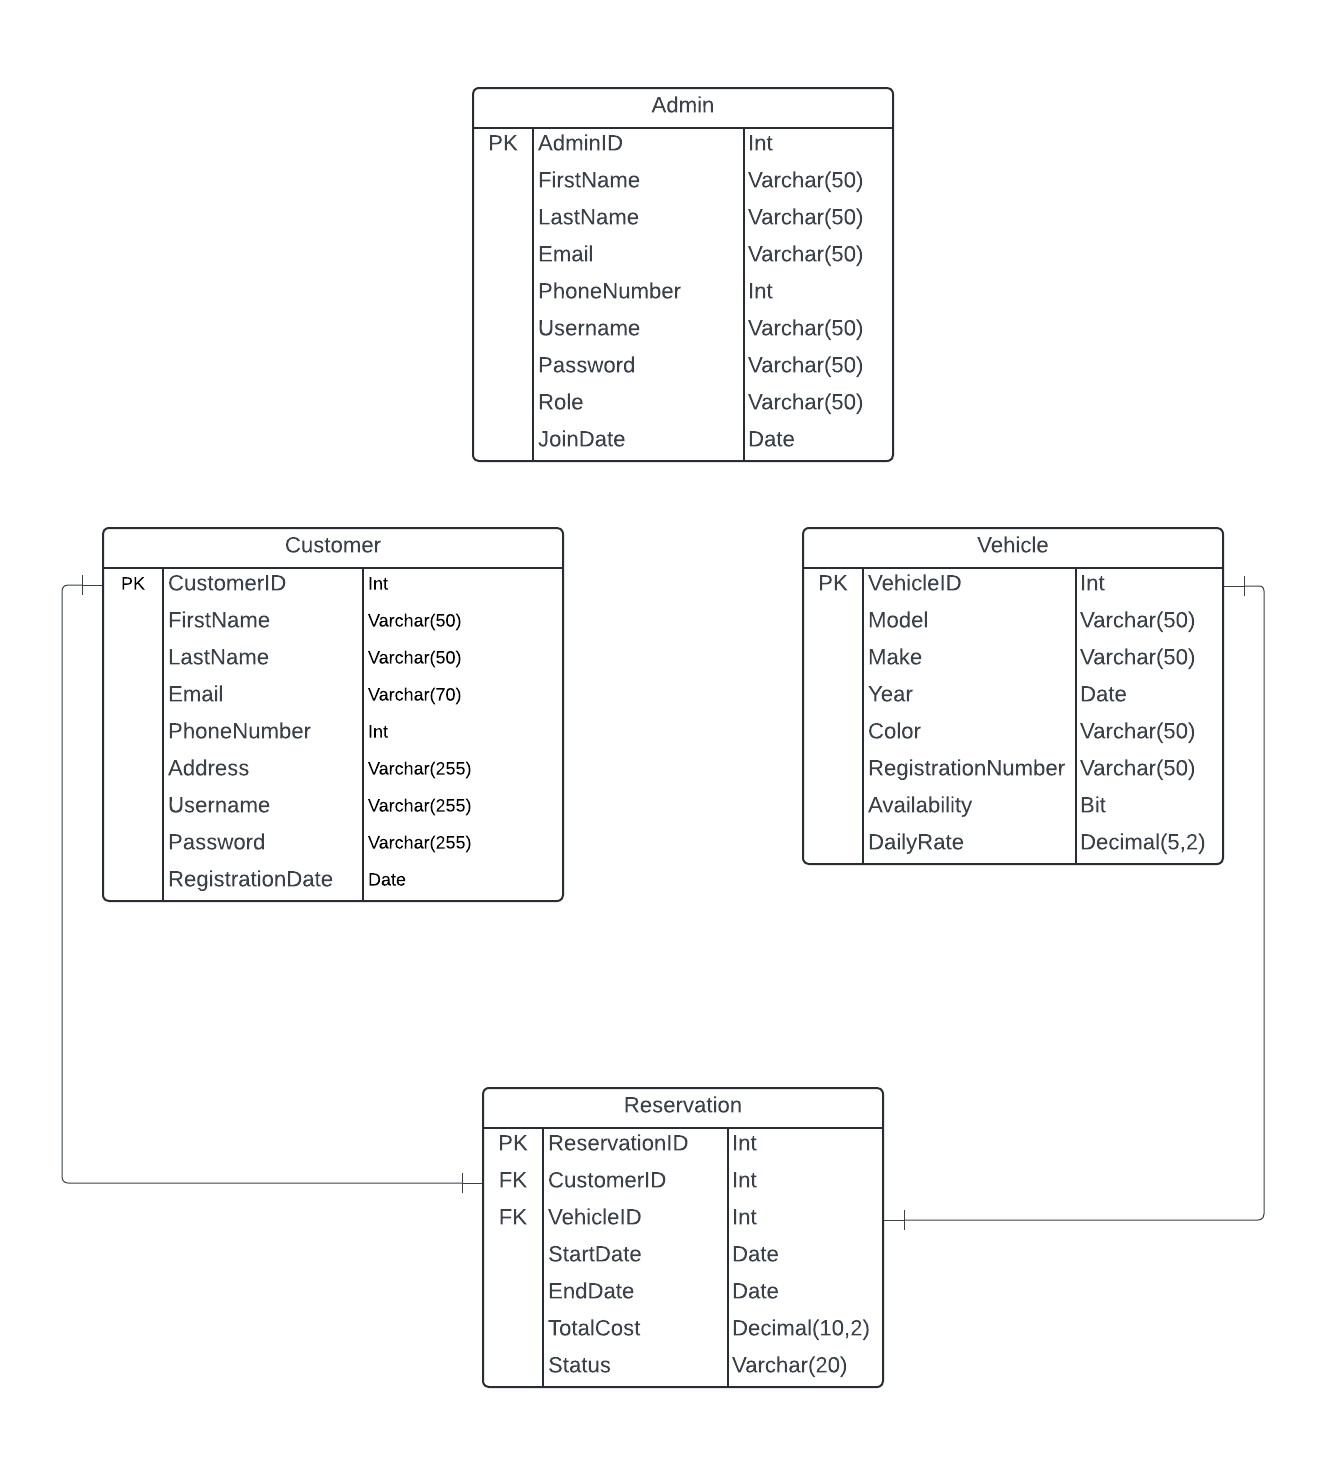 Admin
PK AdminID Int
FirstName Varchar(50)
LastName Varchar(50)
Email Varchar(50)
PhoneNumber Int
Username Varchar(50)
Password Varchar(50)
Role Varchar(50)
JoinDate Date
Customer
PK CustomerID Int
FirstName Varchar(50)
LastName Varchar(50)
Email Varchar(70)
PhoneNumber Int
Address Varchar(255)
Username Varchar(255)
Password Varchar(255)
RegistrationDate Date
Vehicle
PK VehicleID Int
Model Varchar(50)
Make Varchar(50)
Year Date
Color Varchar(50)
RegistrationNumber Varchar(50)
Availability Bit
DailyRate Decimal(5,2)
Reservation
PK ReservationID Int
FK CustomerID Int
FK VehicleID Int
StartDate Date
EndDate Date
TotalCost Decimal(10,2)
Status Varchar(20)